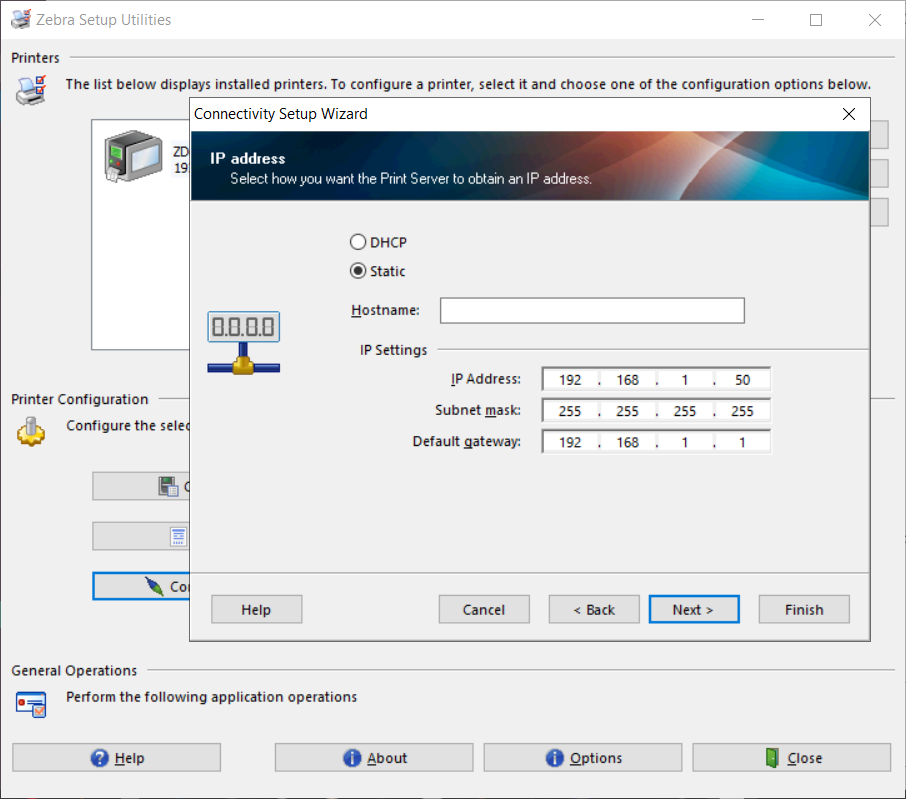 Zebra Setup Utilities
Printers
The list below displays installed printers. To configure a printer, select it and choose one of the configuration options below.
Connectivity Setup Wizard
ZD
19
IP address
Select how you want the Print Server to obtain an IP address.
DHCP
Static
Hostname:
0.0.0.0
IP Settings
IP Address: 192 . 168 . 1 . 50
Subnet mask: 255 . 255 . 255 . 255
Default gateway: 192 . 168 . 1 . 1
Printer Configuration
Configure the selec
Con
Help Cancel < Back Next > Finish
General Operations
Perform the following application operations
Help About Options Close